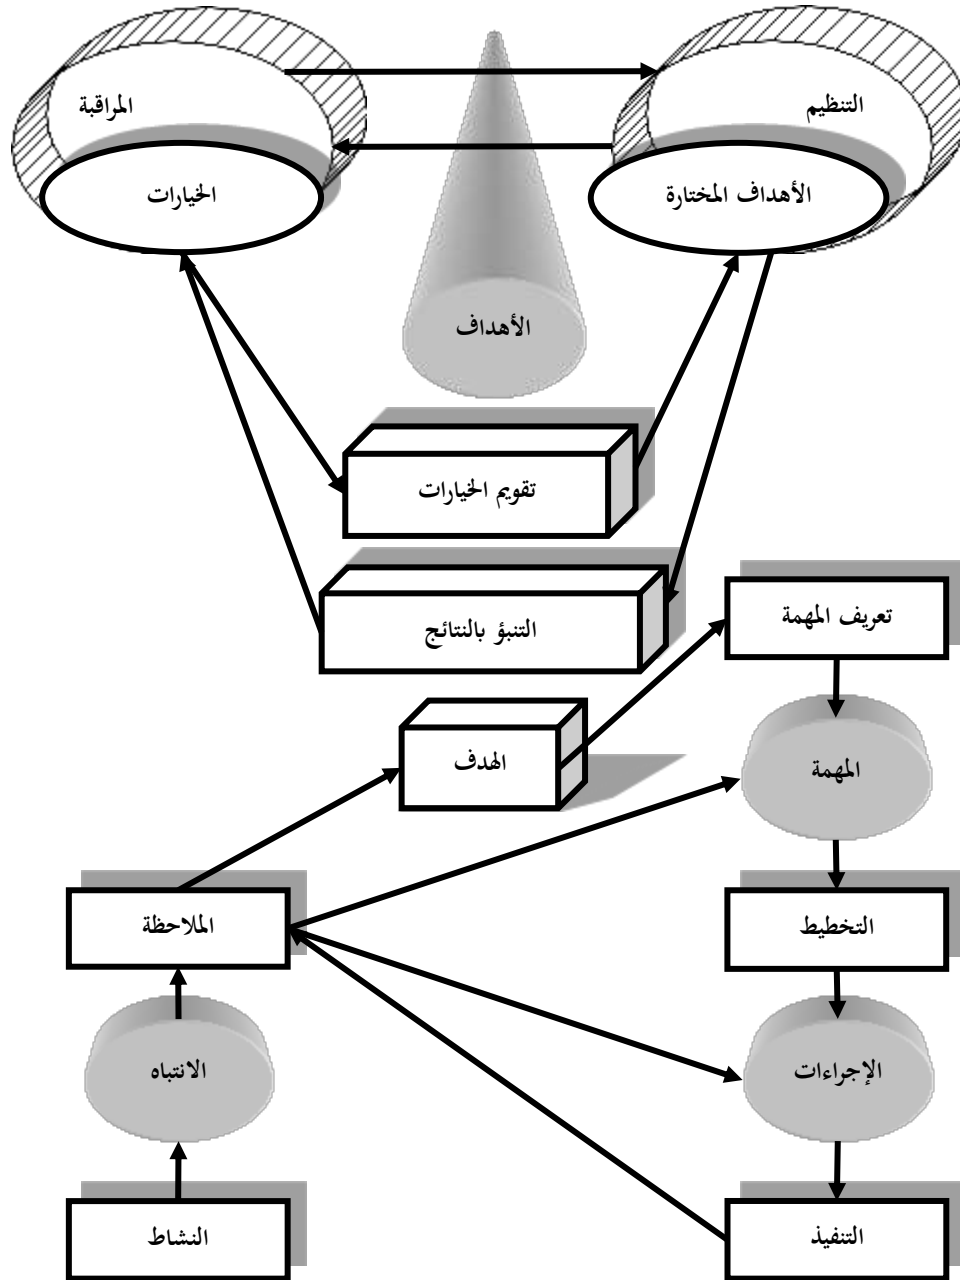 التنظيم
المراقبة
الأهداف المختارة
الخيارات
الأهداف
تقويم الخيارات
التنبؤ بالنتائج
تعريف المهمة
الهدف
المهمة
الملاحظة
التخطيط
الانتباه
الإجراءات
النشاط
التنفيذ